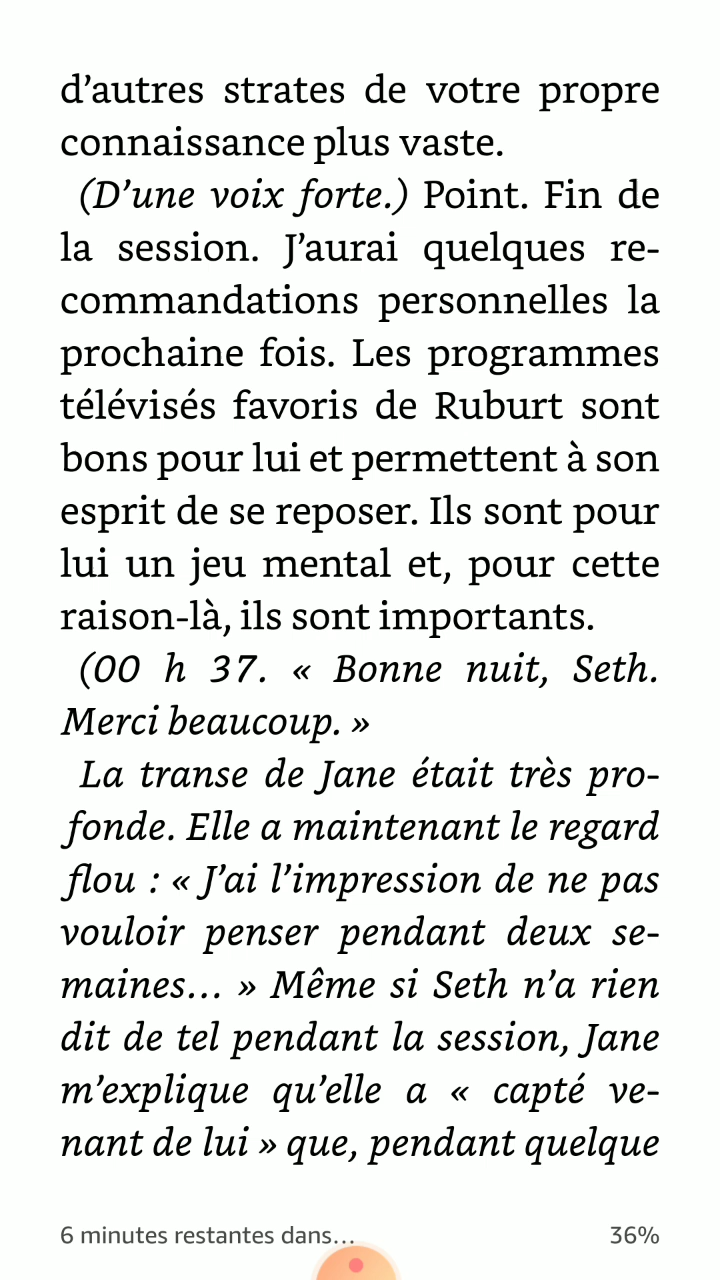 d’autres strates de votre propre
connaissance plus vaste.
(D’une voix forte.) Point. Fin de
la session. J’aurai quelques re-
commandations personnelles la
prochaine fois. Les programmes
télévisés favoris de Ruburt sont
bons pour lui et permettent à son
esprit de se reposer. Ils sont pour
lui un jeu mental et, pour cette
raison-là, ils sont importants.
(00 h 37. « Bonne nuit, Seth.
Merci beaucoup. »
La transe de Jane était très pro-
fonde. Elle a maintenant le regard
flou : « J’ai l’impression de ne pas
vouloir penser pendant deux se-
maines… » Même si Seth n’a rien
dit de tel pendant la session, Jane
m’explique qu’elle a « capté ve-
nant de lui » que, pendant quelque
6 minutes restantes dans… 36%